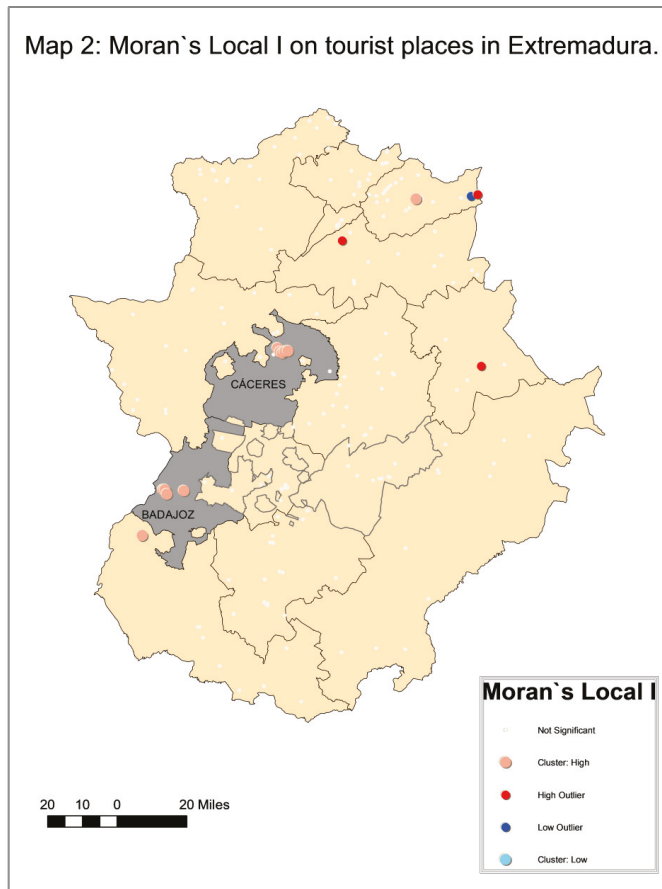 Map 2: Moran`s Local I on tourist places in Extremadura.
CÁCERES
BADAJOZ
Moran`s Local I
Not Significant
Cluster: High
High Outlier
Low Outlier
Cluster: Low
20 10 0 20 Miles